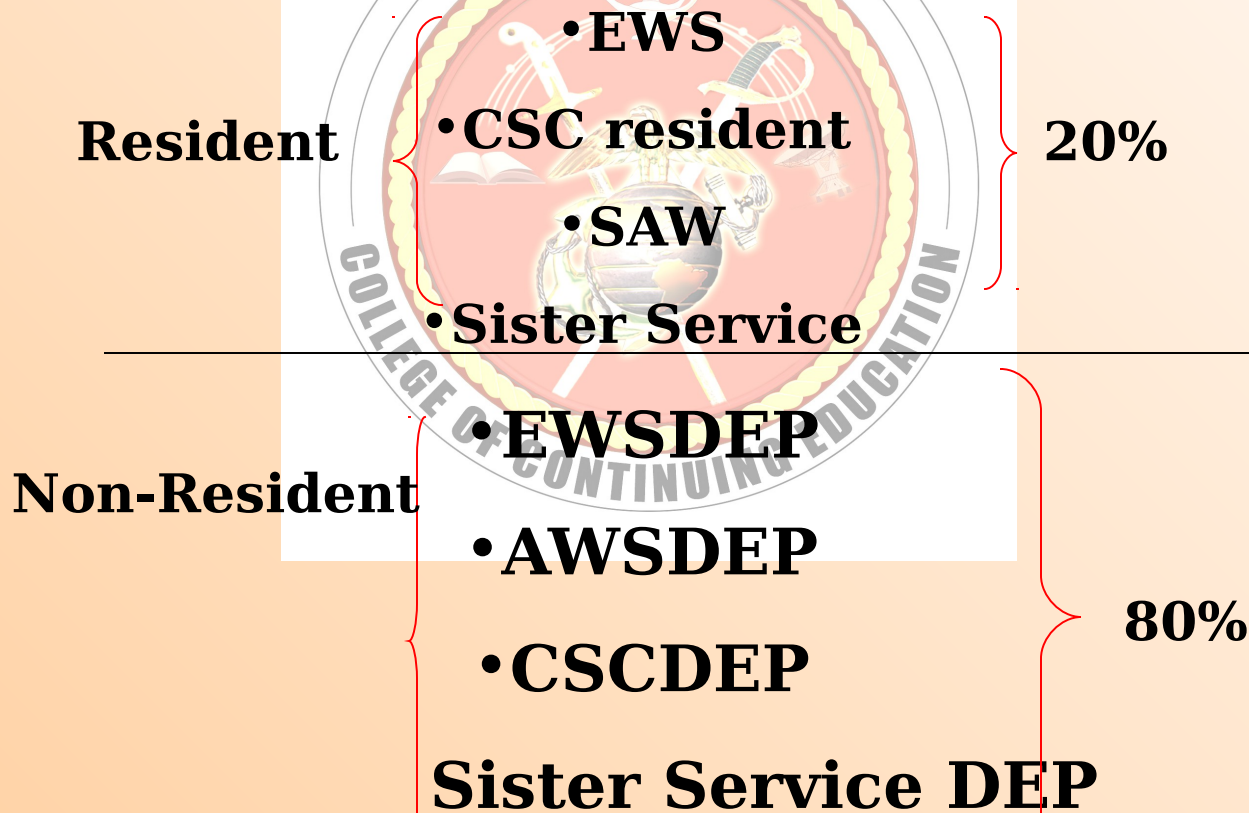 •EWS
Resident
•CSC resident
20%
•SAW
•Sister Service
COLLEGE OF CONTINUING EDUCATION
•EWSDEP
Non-Resident
•AWSDEP
80%
•CSCDEP
Sister Service DEP